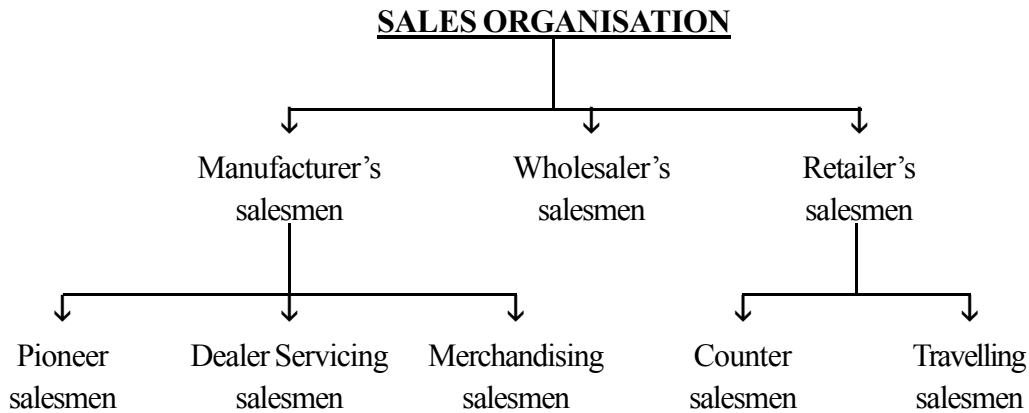 SALES ORGANISATION
Manufacturer’s
salesmen
Wholesaler’s
salesmen
Retailer’s
salesmen
Pioneer
salesmen
Dealer Servicing
salesmen
Merchandising
salesmen
Counter
salesmen
Travelling
salesmen